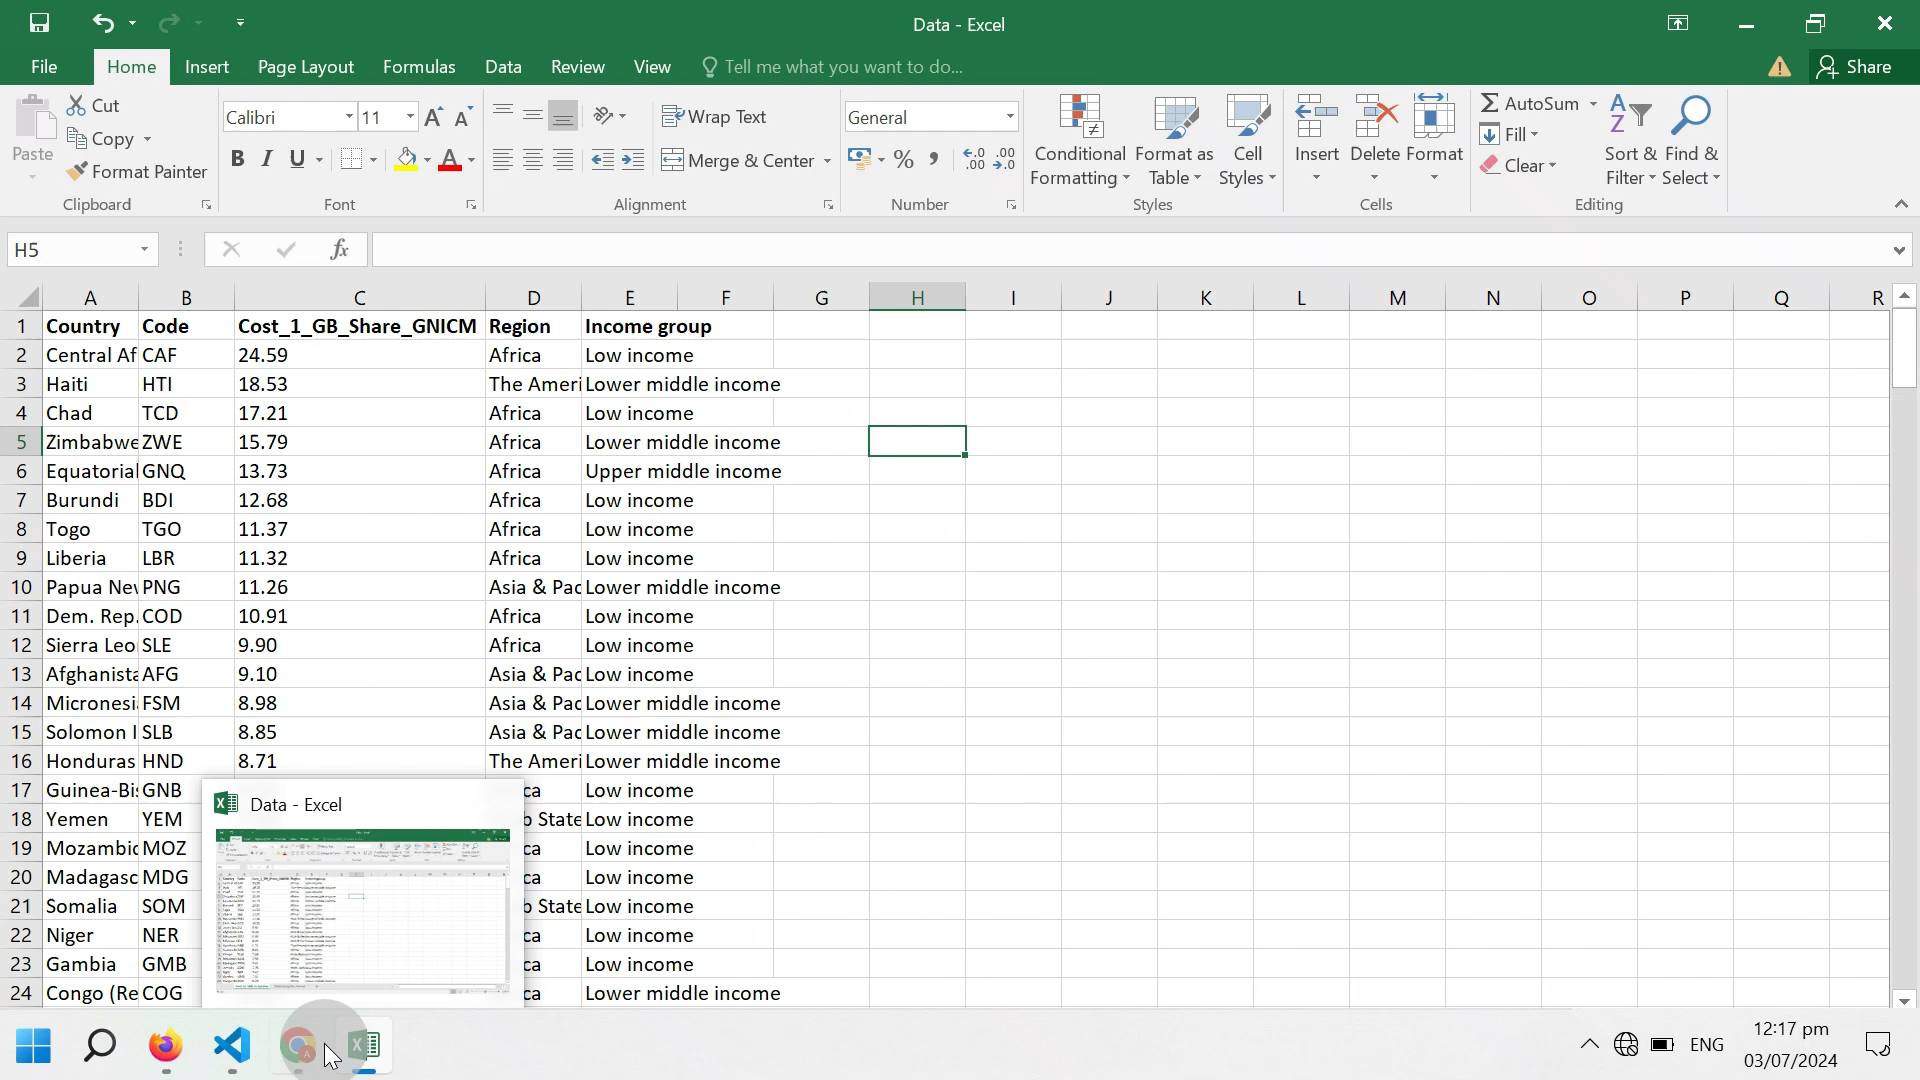 Data - Excel
File Home Insert Page Layout Formulas Data Review View Tell me what you want to do... Share
Paste Cut Copy Format Painter Clipboard
Calibri 11 Font
Wrap Text Merge & Center Alignment
General Number
Conditional Formatting Format as Table Cell Styles Styles
Insert Delete Format Cells
AutoSum Fill Clear Sort & Filter Find & Select Editing
H5 fx
A B C D E F G H I J K L M N O P Q R
1 Country Code Cost_1_GB_Share_GNICM Region Income group
2 Central Af CAF 24.59 Africa Low income
3 Haiti HTI 18.53 The Ameri Lower middle income
4 Chad TCD 17.21 Africa Low income
5 Zimbabwe ZWE 15.79 Africa Lower middle income
6 Equatorial GNQ 13.73 Africa Upper middle income
7 Burundi BDI 12.68 Africa Low income
8 Togo TGO 11.37 Africa Low income
9 Liberia LBR 11.32 Africa Low income
10 Papua Nev PNG 11.26 Asia & Pac Lower middle income
11 Dem. Rep. COD 10.91 Africa Low income
12 Sierra Leo SLE 9.90 Africa Low income
13 Afghanista AFG 9.10 Asia & Pac Low income
14 Micronesi FSM 8.98 Asia & Pac Lower middle income
15 Solomon I SLB 8.85 Asia & Pac Lower middle income
16 Honduras HND 8.71 The Ameri Lower middle income
17 Guinea-Bi GNB ca Low income
18 Yemen YEM b State Low income
19 Mozambic MOZ ca Low income
20 Madagasc MDG ca Low income
21 Somalia SOM b State Low income
22 Niger NER ca Low income
23 Gambia GMB ca Low income
24 Congo (Re COG ca Lower middle income
Data - Excel
ENG 12:17 pm
03/07/2024